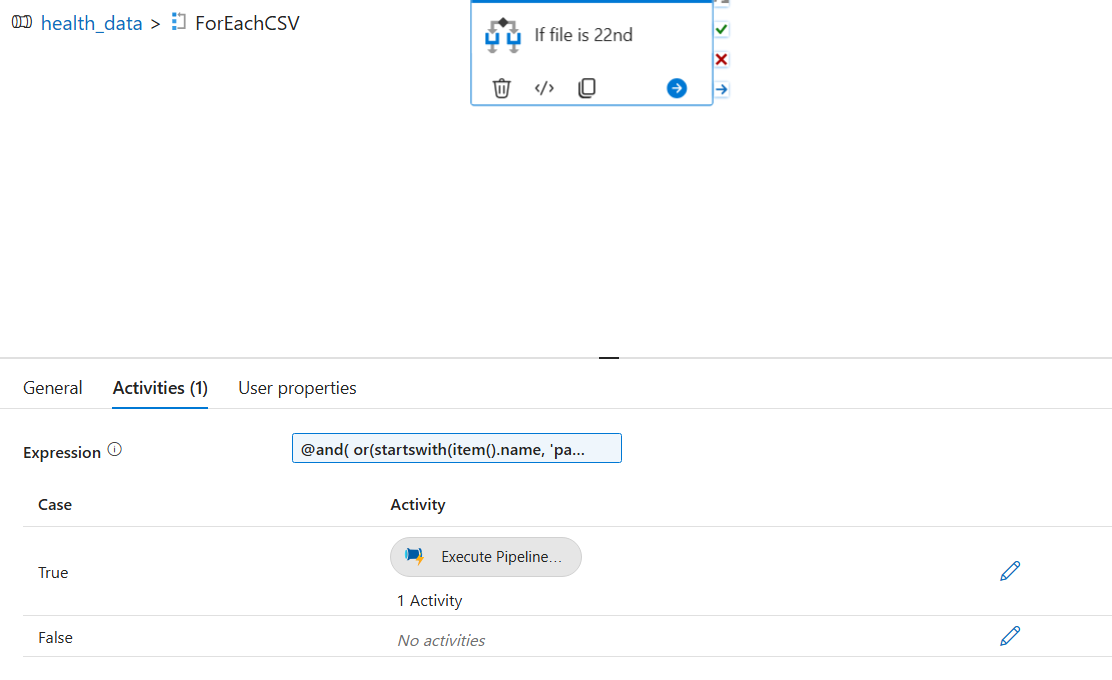 health_data > ForEachCSV
If file is 22nd
General Activities (1) User properties
Expression @and( or(startswith(item().name, 'pa...
Case Activity
True Execute Pipeline...
1 Activity
False No activities